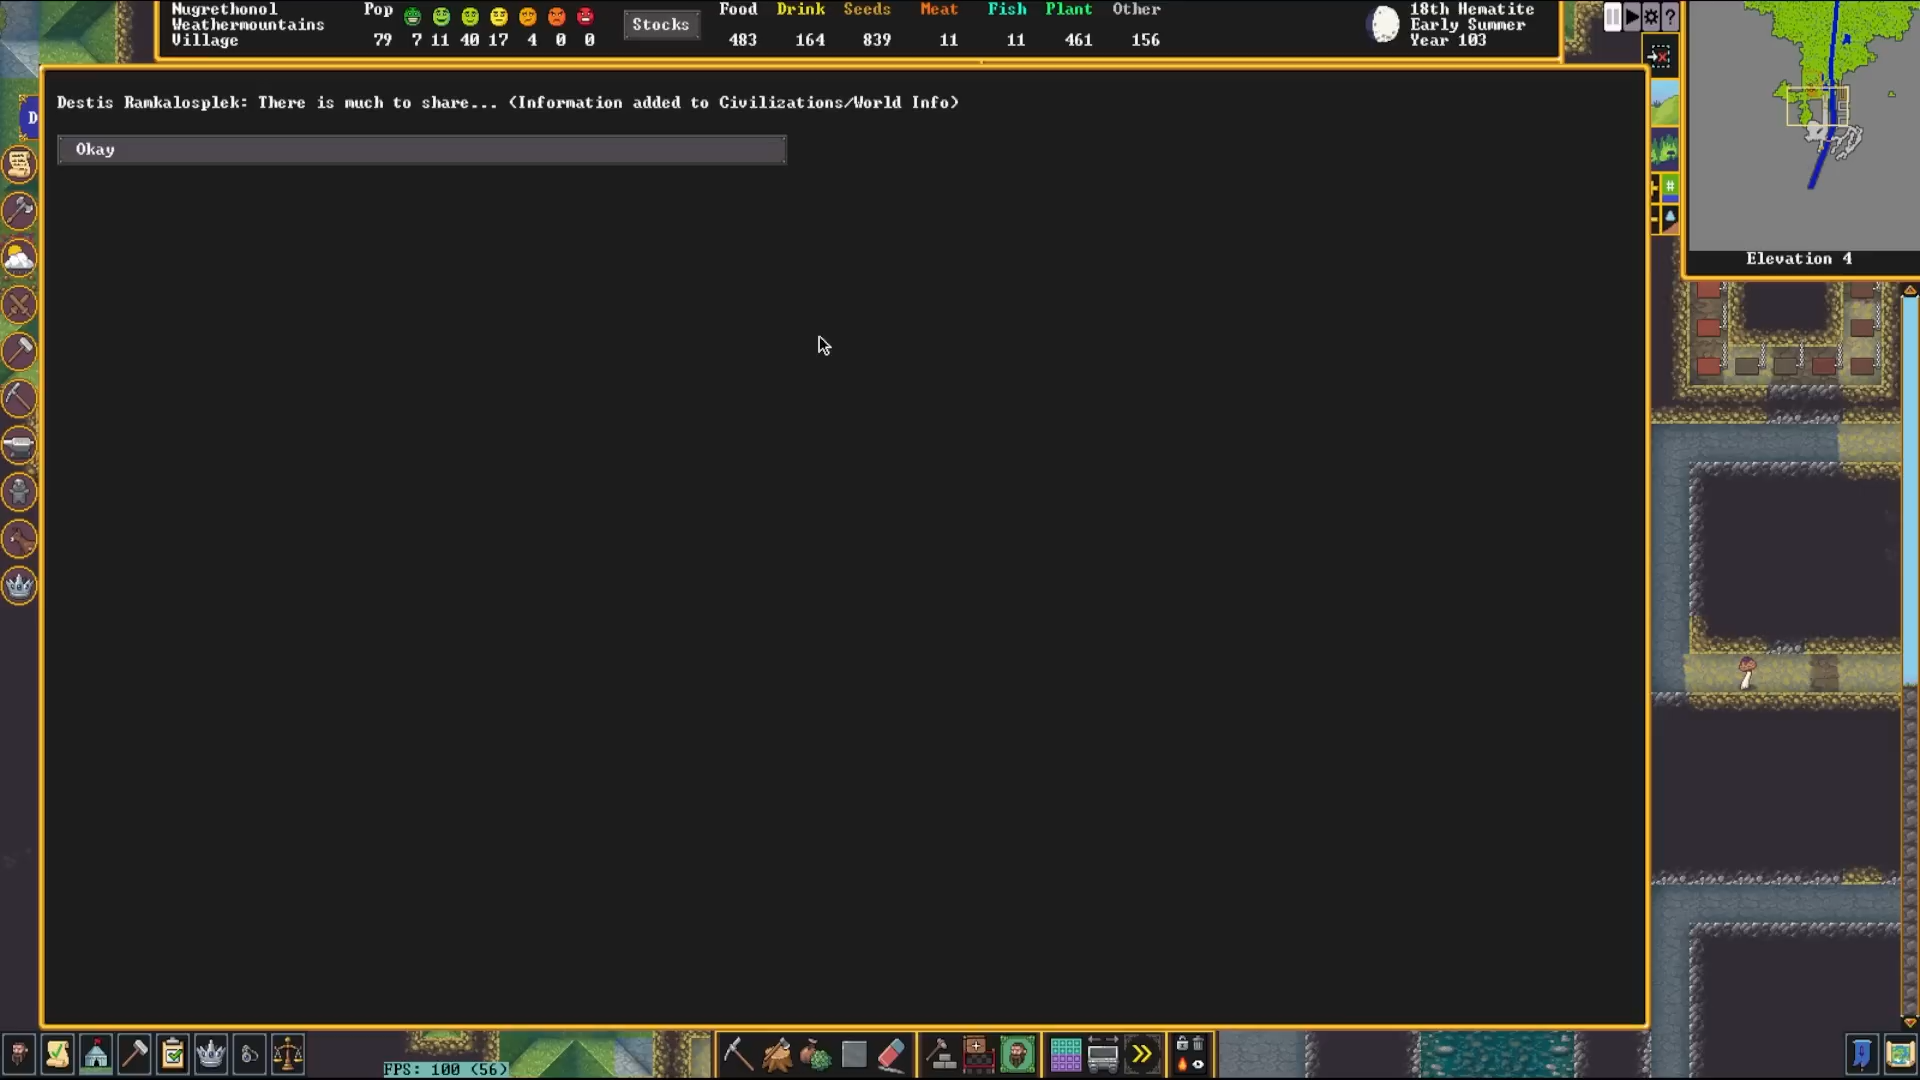 Nugrethonol
Weathermountains
Village
Pop
79 7 11 40 17 4 0 0
Stocks
Food Drink Seeds Meat Fish Plant Other
483 164 839 11 11 461 156
18th Hematite
Early Summer
Year 103
Destis Ramkalosplek: There is much to share... (Information added to Civilizations/World Info)
D
Okay
Elevation 4
FPS: 100 (56)